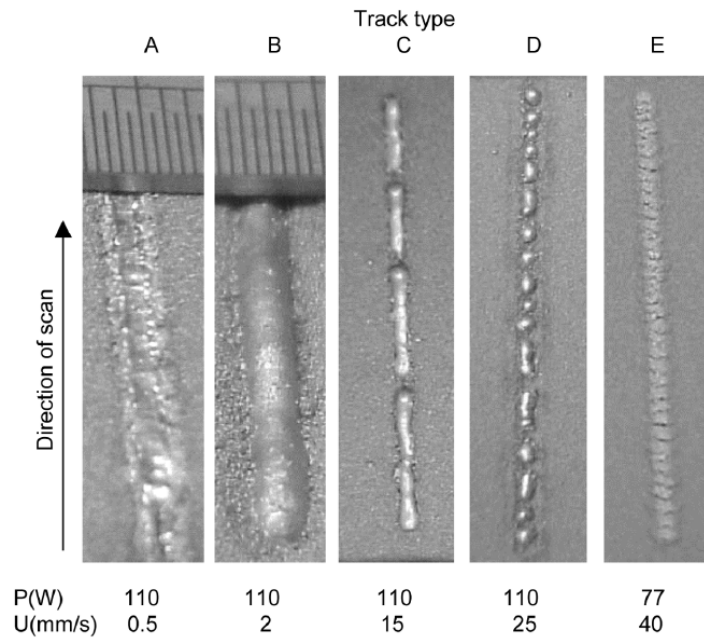 Track type
A B C D E
Direction of scan
P(W) 110 110 110 110 77
U(mm/s) 0.5 2 15 25 40